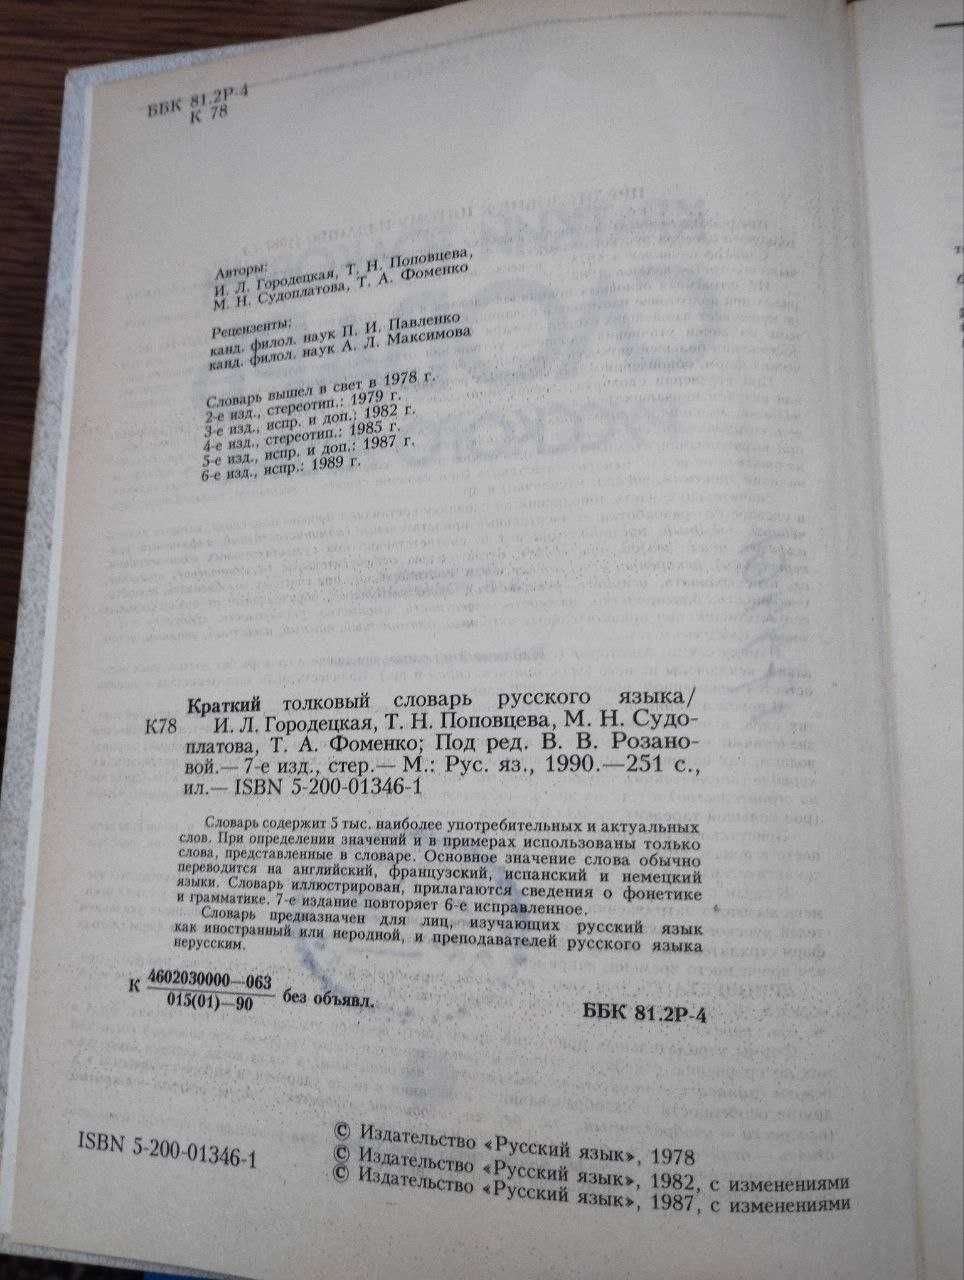 ББК 81.2Р-4
К 78
Авторы:
И. Л. Городецкая, Т. Н. Поповцева,
М. Н. Судоплатова, Т. А. Фоменко
Рецензенты:
канд. филол. наук П. И. Павленко
канд. филол. наук А. Л. Максимова
Словарь вышел в свет в 1978 г.
2-е изд., стереотип.: 1979 г.
3-е изд., испр. и доп.: 1982 г.
4-е изд., стереотип.: 1985 г.
5-е изд., испр. и доп.: 1987 г.
6-е изд., испр.: 1989 г.
Краткий толковый словарь русского языка/
К78 И. Л. Городецкая, Т. Н. Поповцева, М. Н. Судо-
платова, Т. А. Фоменко; Под ред. В. В. Розано-
вой.— 7-е изд., стер.— М.: Рус. яз., 1990.—251 с.,
ил.— ISBN 5-200-01346-1
Словарь содержит 5 тыс. наиболее употребительных и актуальных
слов. При определении значений и в примерах использованы только
слова, представленные в словаре. Основное значение слова обычно
переводится на английский, французский, испанский и немецкий
языки. Словарь иллюстрирован, прилагаются сведения о фонетике
и грамматике. 7-е издание повторяет 6-е исправленное.
Словарь предназначен для лиц, изучающих русский язык
как иностранный или неродной, и преподавателей русского языка
нерусским.
К 4602030000—063
015(01)—90 без объявл.
ББК 81.2Р-4
ISBN 5-200-01346-1
© Издательство «Русский язык», 1978
© Издательство «Русский язык», 1982, с изменениями
© Издательство «Русский язык», 1987, с изменениями